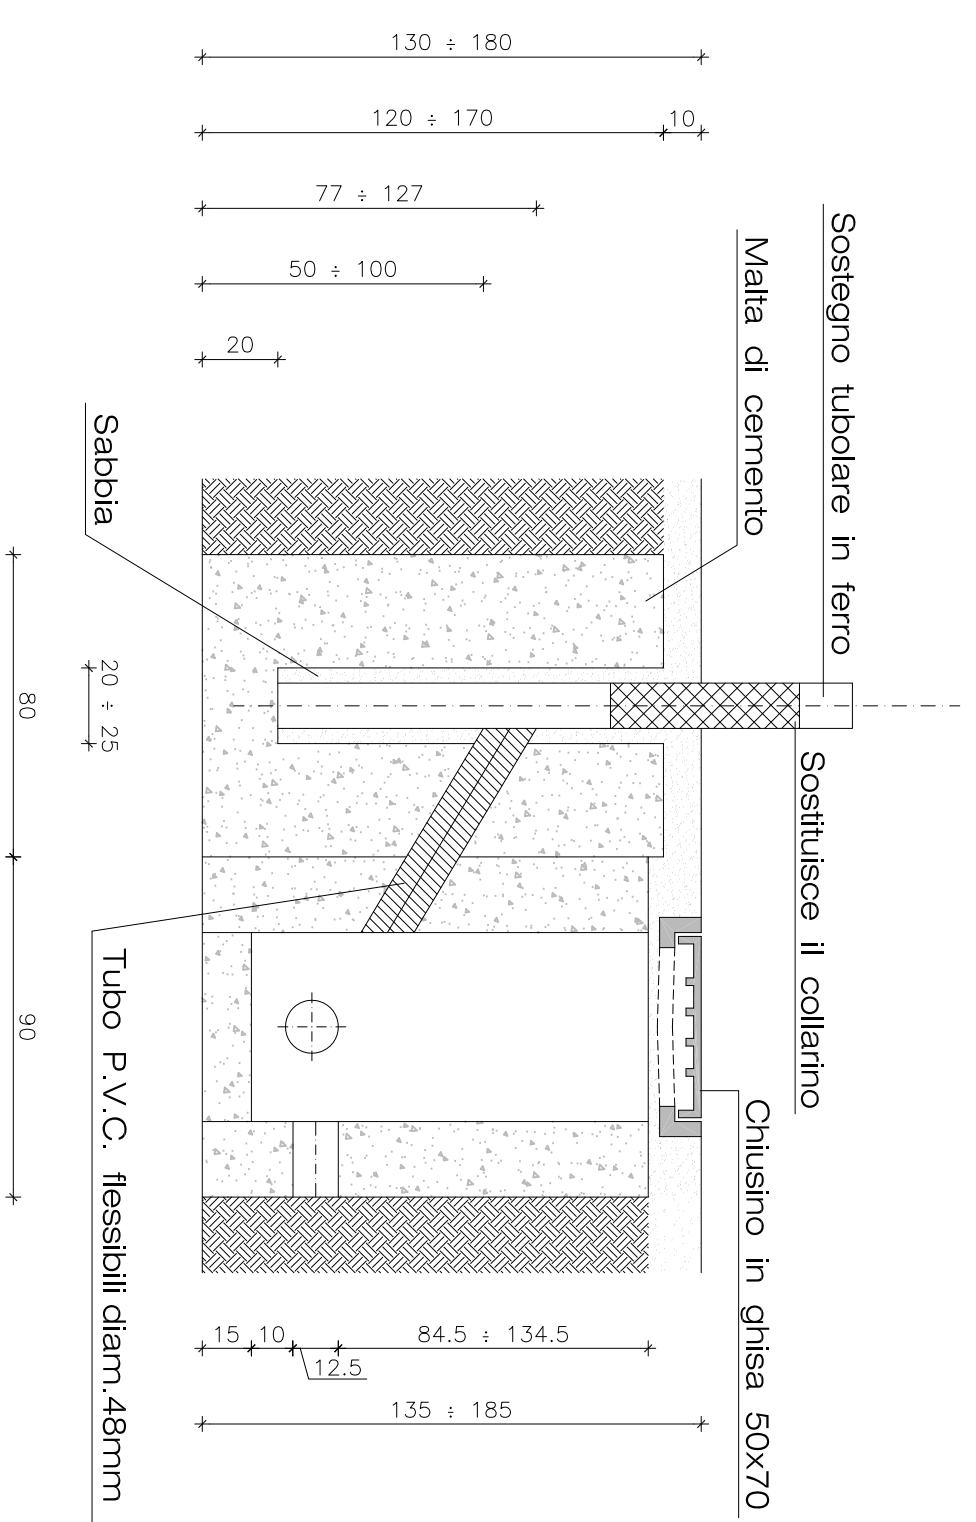 130 ÷ 180
120 ÷ 170
10
77 ÷ 127
50 ÷ 100
20
Sostegno tubolare in ferro
Malta di cemento
Sabbia
Sostituisce il collarino
Chiusino in ghisa 50x70
Tubo P.V.C. flessibili diam.48mm
20 ÷ 25
80
90
15
10
12.5
84.5 ÷ 134.5
135 ÷ 185